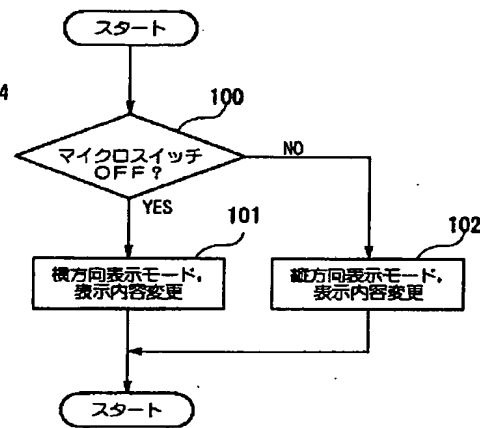 スタート
4
100
マイクロスイッチ
OFF?
NO
YES
101
横方向表示モード,
表示内容変更
102
縦方向表示モード,
表示内容変更
スタート